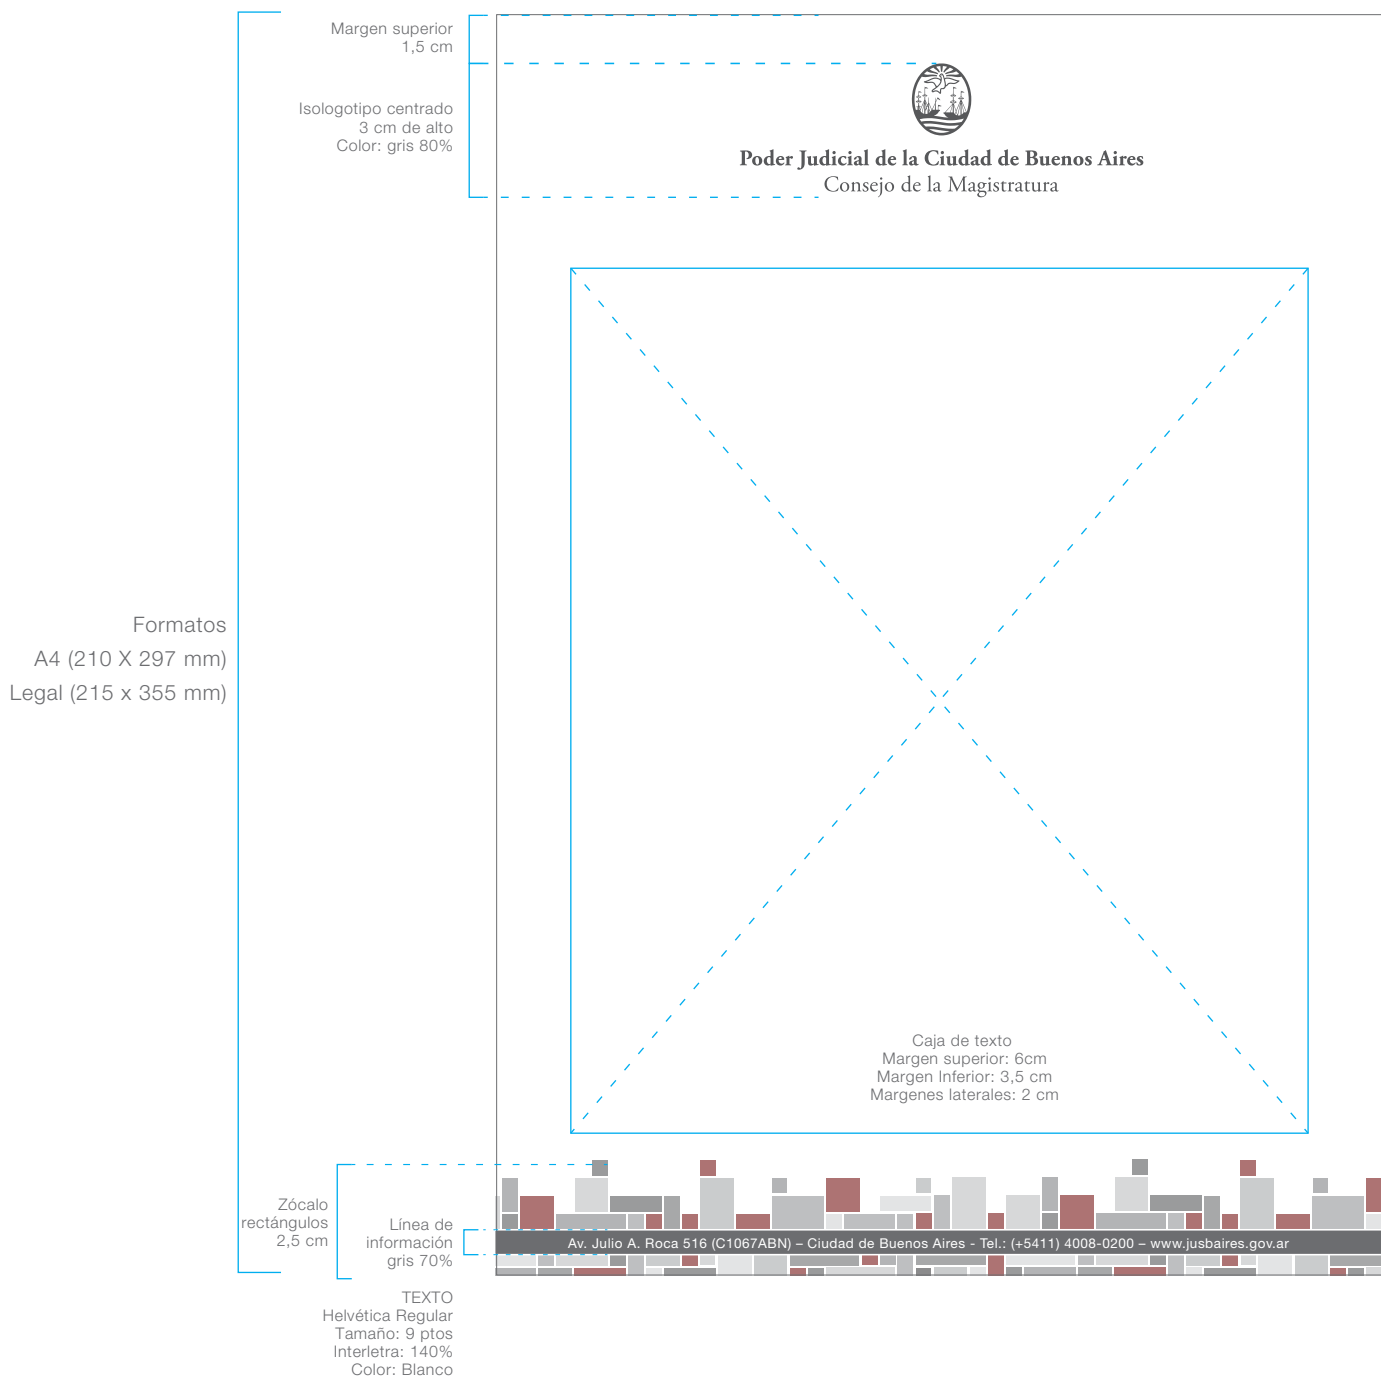 Margen superior
1,5 cm
Isologotipo centrado
3 cm de alto
Color: gris 80%
Poder Judicial de la Ciudad de Buenos Aires
Consejo de la Magistratura
Formatos
A4 (210 X 297 mm)
Legal (215 x 355 mm)
Caja de texto
Margen superior: 6cm
Margen Inferior: 3,5 cm
Margenes laterales: 2 cm
Zócalo
rectángulos
2,5 cm
Línea de
información
gris 70%
Av. Julio A. Roca 516 (C1067ABN) – Ciudad de Buenos Aires - Tel.: (+5411) 4008-0200 – www.jusbaires.gov.ar
TEXTO
Helvética Regular
Tamaño: 9 ptos
Interletra: 140%
Color: Blanco